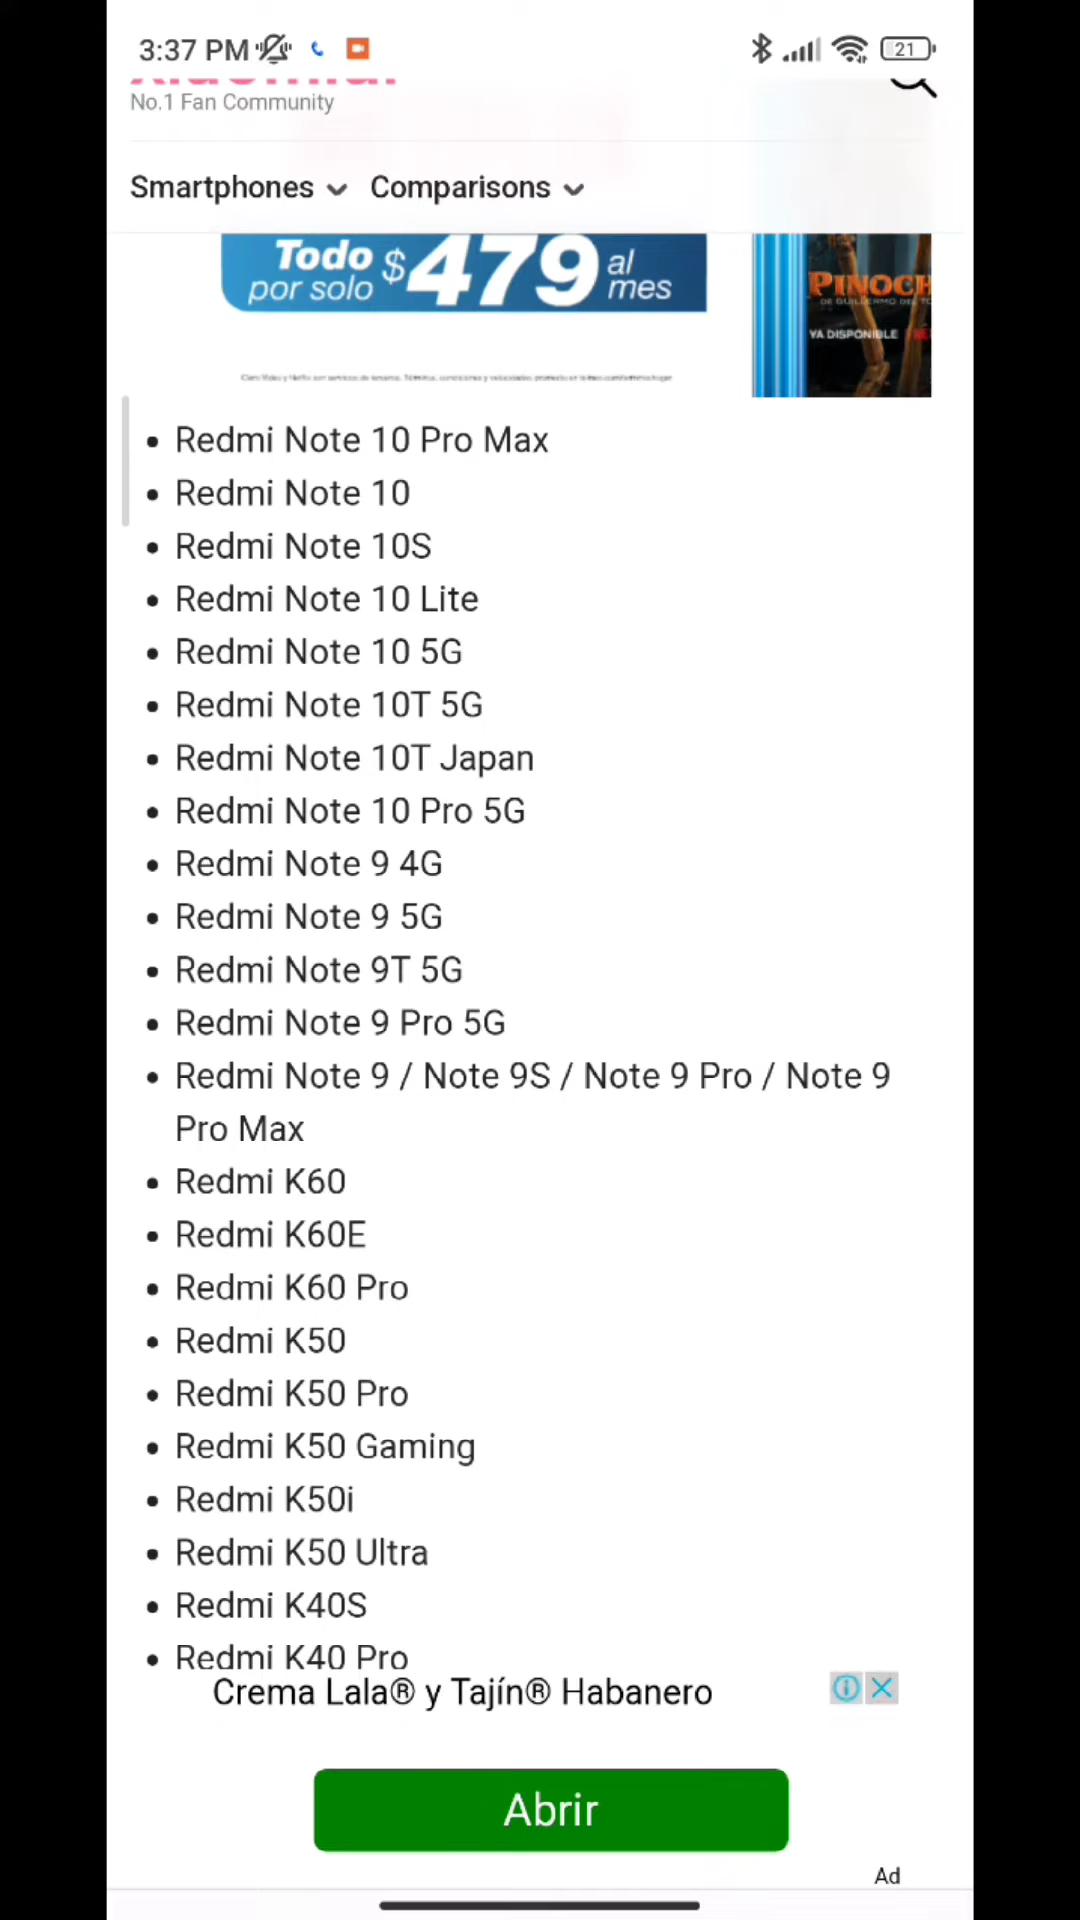 3:37 PM
21
No.1 Fan Community
Smartphones Comparisons
Todo por solo $479 al mes
PINOCH
YA DISPONIBLE
Redmi Note 10 Pro Max
Redmi Note 10
Redmi Note 10S
Redmi Note 10 Lite
Redmi Note 10 5G
Redmi Note 10T 5G
Redmi Note 10T Japan
Redmi Note 10 Pro 5G
Redmi Note 9 4G
Redmi Note 9 5G
Redmi Note 9T 5G
Redmi Note 9 Pro 5G
Redmi Note 9 / Note 9S / Note 9 Pro / Note 9
Pro Max
Redmi K60
Redmi K60E
Redmi K60 Pro
Redmi K50
Redmi K50 Pro
Redmi K50 Gaming
Redmi K50i
Redmi K50 Ultra
Redmi K40S
Redmi K40 Pro
Crema Lala® y Tajín® Habanero
Abrir
Ad